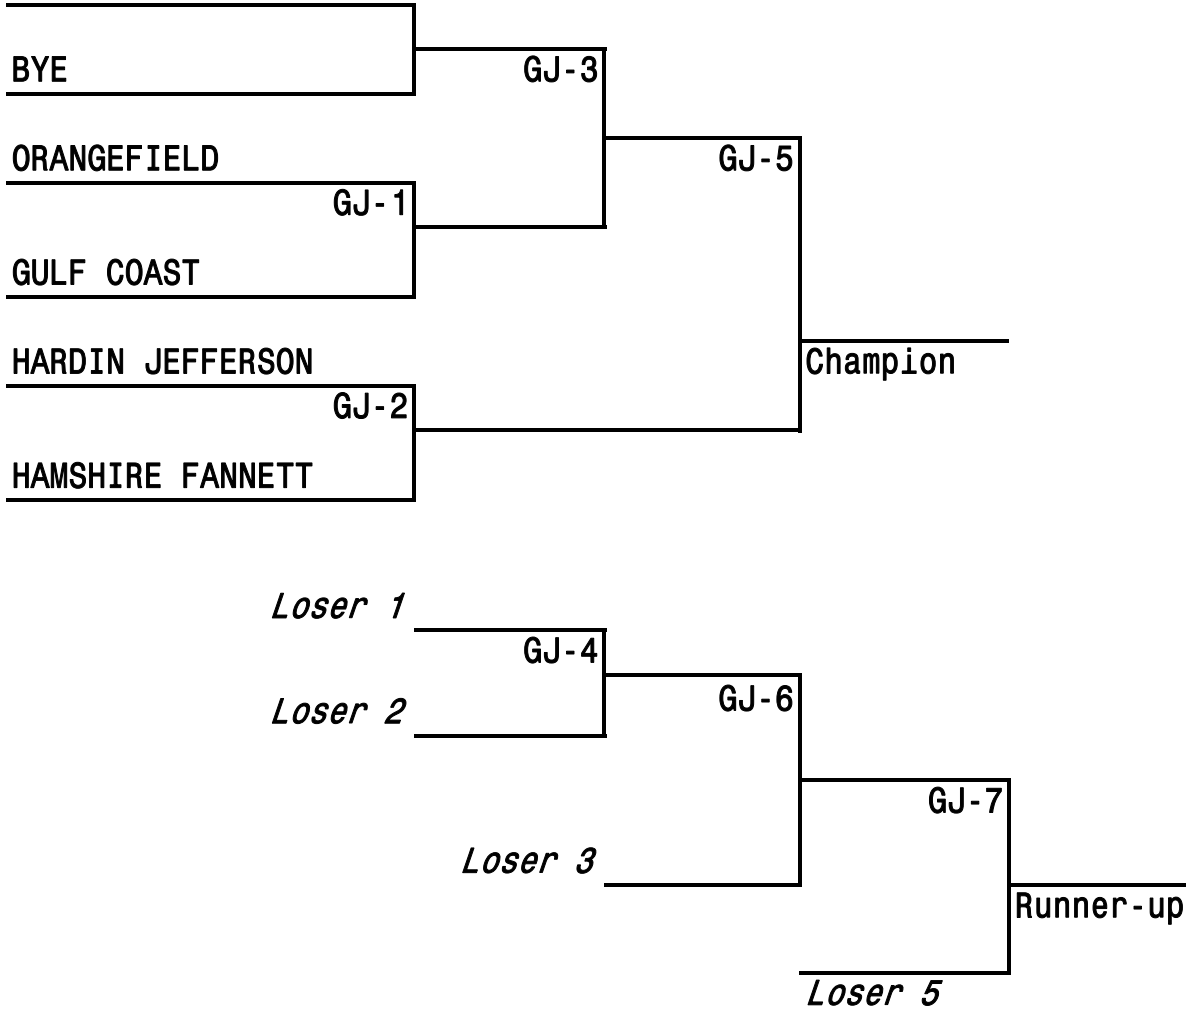 BYE
GJ-3
ORANGEFIELD
GJ-5
GJ-1
GULF COAST
HARDIN JEFFERSON
Champion
GJ-2
HAMSHIRE FANNETT
Loser 1
GJ-4
GJ-6
Loser 2
GJ-7
Loser 3
Runner-up
Loser 5